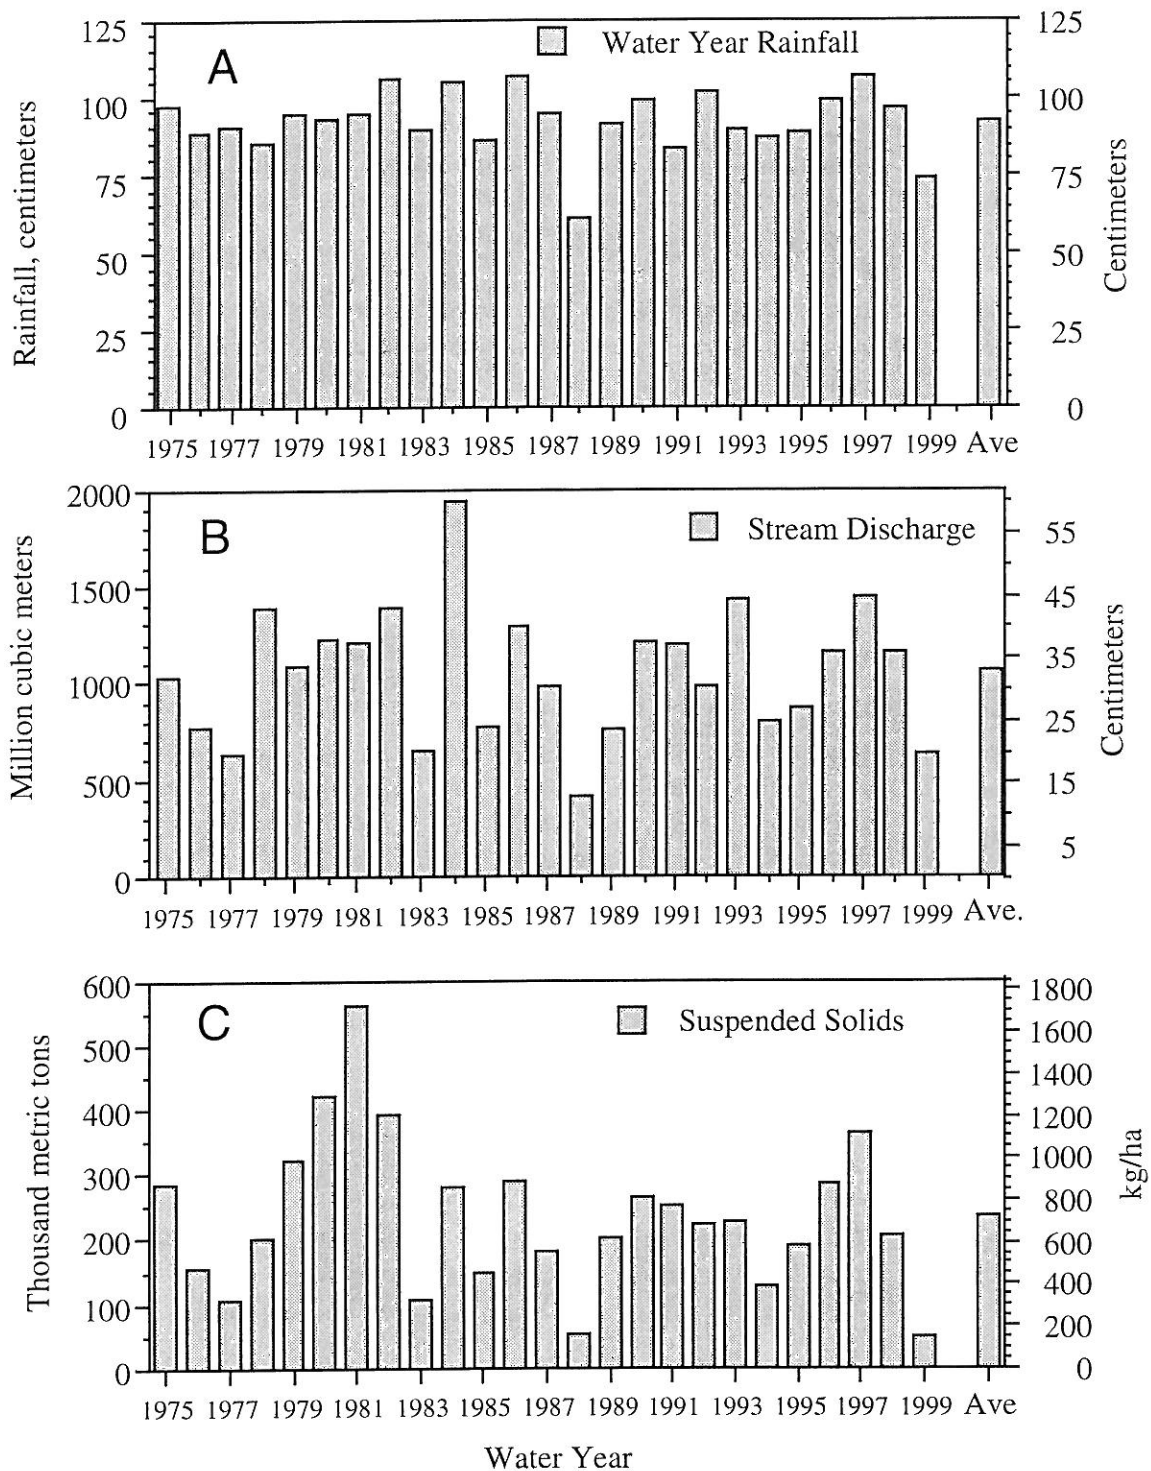 A
Water Year Rainfall
Rainfall, centimeters
125
100
75
50
25
0
125
100
75
50
25
0
Centimeters
1975 1977 1979 1981 1983 1985 1987 1989 1991 1993 1995 1997 1999 Ave
B
Stream Discharge
Million cubic meters
2000
1500
1000
500
0
55
45
35
25
15
5
Centimeters
1975 1977 1979 1981 1983 1985 1987 1989 1991 1993 1995 1997 1999 Ave.
C
Suspended Solids
Thousand metric tons
600
500
400
300
200
100
0
1800
1600
1400
1200
1000
800
600
400
200
0
kg/ha
1975 1977 1979 1981 1983 1985 1987 1989 1991 1993 1995 1997 1999 Ave
Water Year